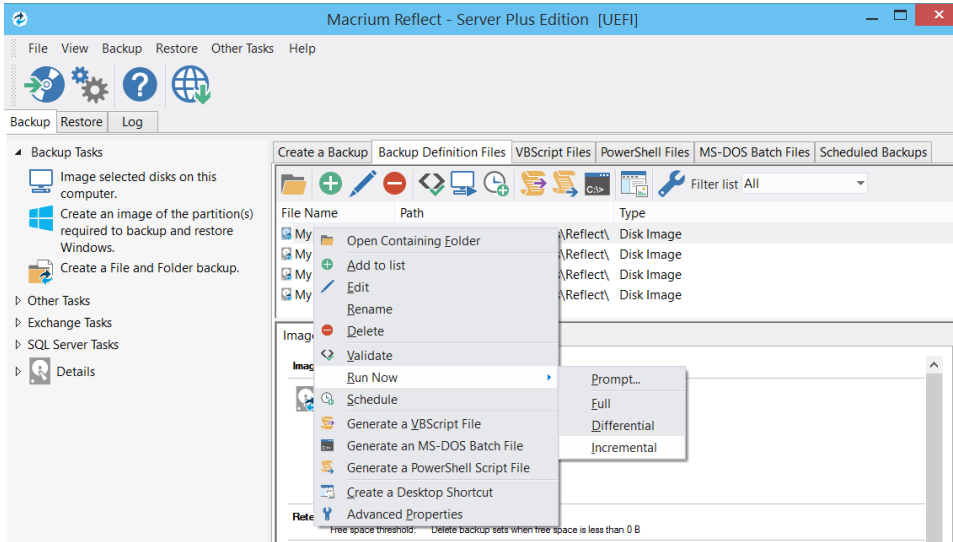 Macrium Reflect - Server Plus Edition [UEFI]
File View Backup Restore Other Tasks Help
Backup Restore Log
Backup Tasks
Image selected disks on this
computer.
Create an image of the partition(s)
required to backup and restore
Windows.
Create a File and Folder backup.
Other Tasks
Exchange Tasks
SQL Server Tasks
Details
Create a Backup Backup Definition Files VBScript Files PowerShell Files MS-DOS Batch Files Scheduled Backups
C:\> Filter list All
File Name Path Type
My \Reflect\ Disk Image
My \Reflect\ Disk Image
My \Reflect\ Disk Image
My \Reflect\ Disk Image
Open Containing Folder
Add to list
Edit
Rename
Delete
Validate
Run Now
Schedule
Generate a VBScript File
Generate an MS-DOS Batch File
Generate a PowerShell Script File
Create a Desktop Shortcut
Advanced Properties
Prompt...
Full
Differential
Incremental
Free space threshold: Delete backup sets when free space is less than 0 B